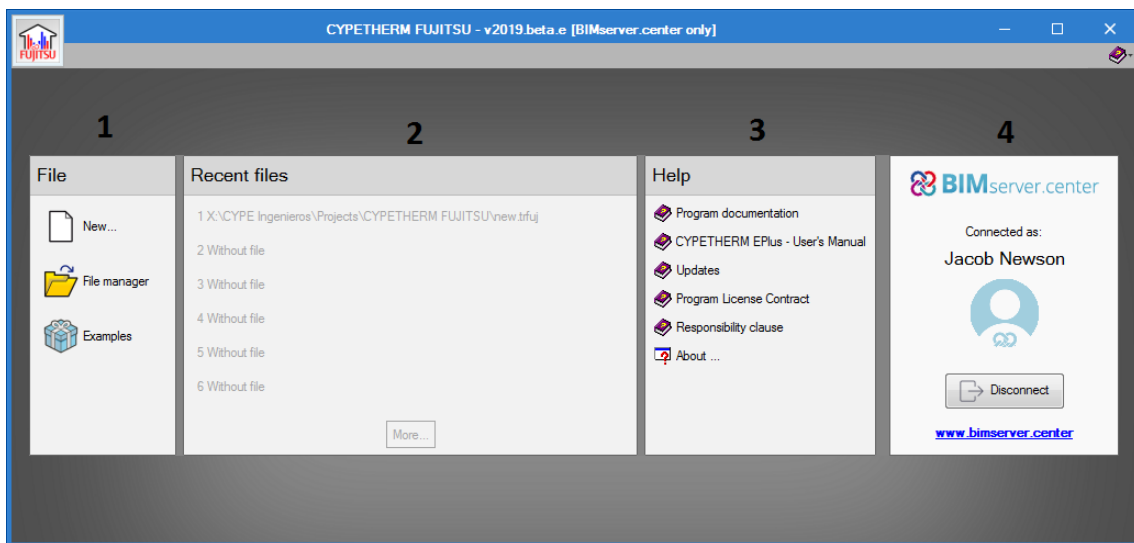 CYPETHERM FUJITSU - v2019.beta.e [BIMserver.center only]
FUJITSU
1
2
3
4
File
New...
File manager
Examples
Recent files
1 X:\CYPE Ingenieros\Projects\CYPETHERM FUJITSU\new.trfuj
2 Without file
3 Without file
4 Without file
5 Without file
6 Without file
More...
Help
Program documentation
CYPETHERM EPlus - User's Manual
Updates
Program License Contract
Responsibility clause
About ...
BIMserver.center
Connected as:
Jacob Newson
Disconnect
www.bimserver.center